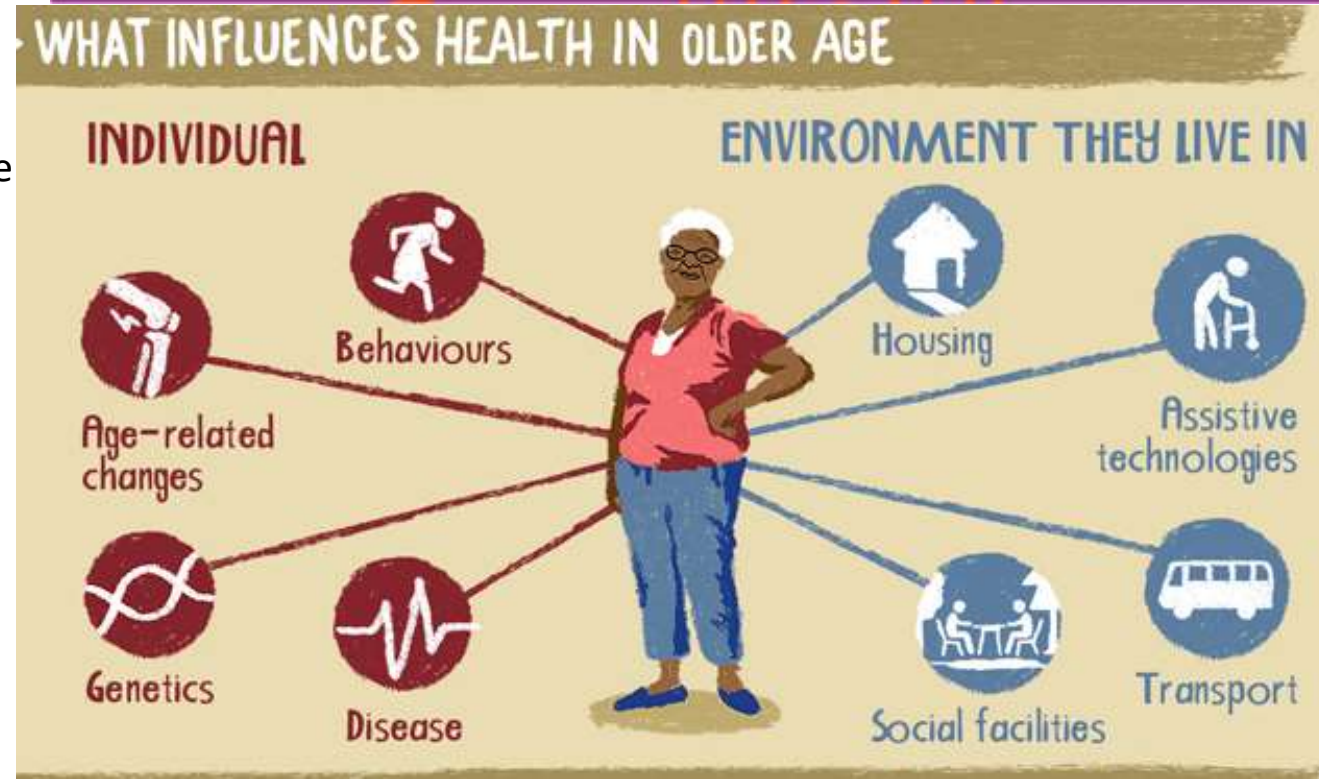 WHAT INFLUENCES HEALTH IN OLDER AGE
INDIVIDUAL
ENVIRONMENT THEY LIVE IN
e
Behaviours
Age-related
changes
Genetics
Disease
Housing
Assistive
technologies
Social facilities
Transport